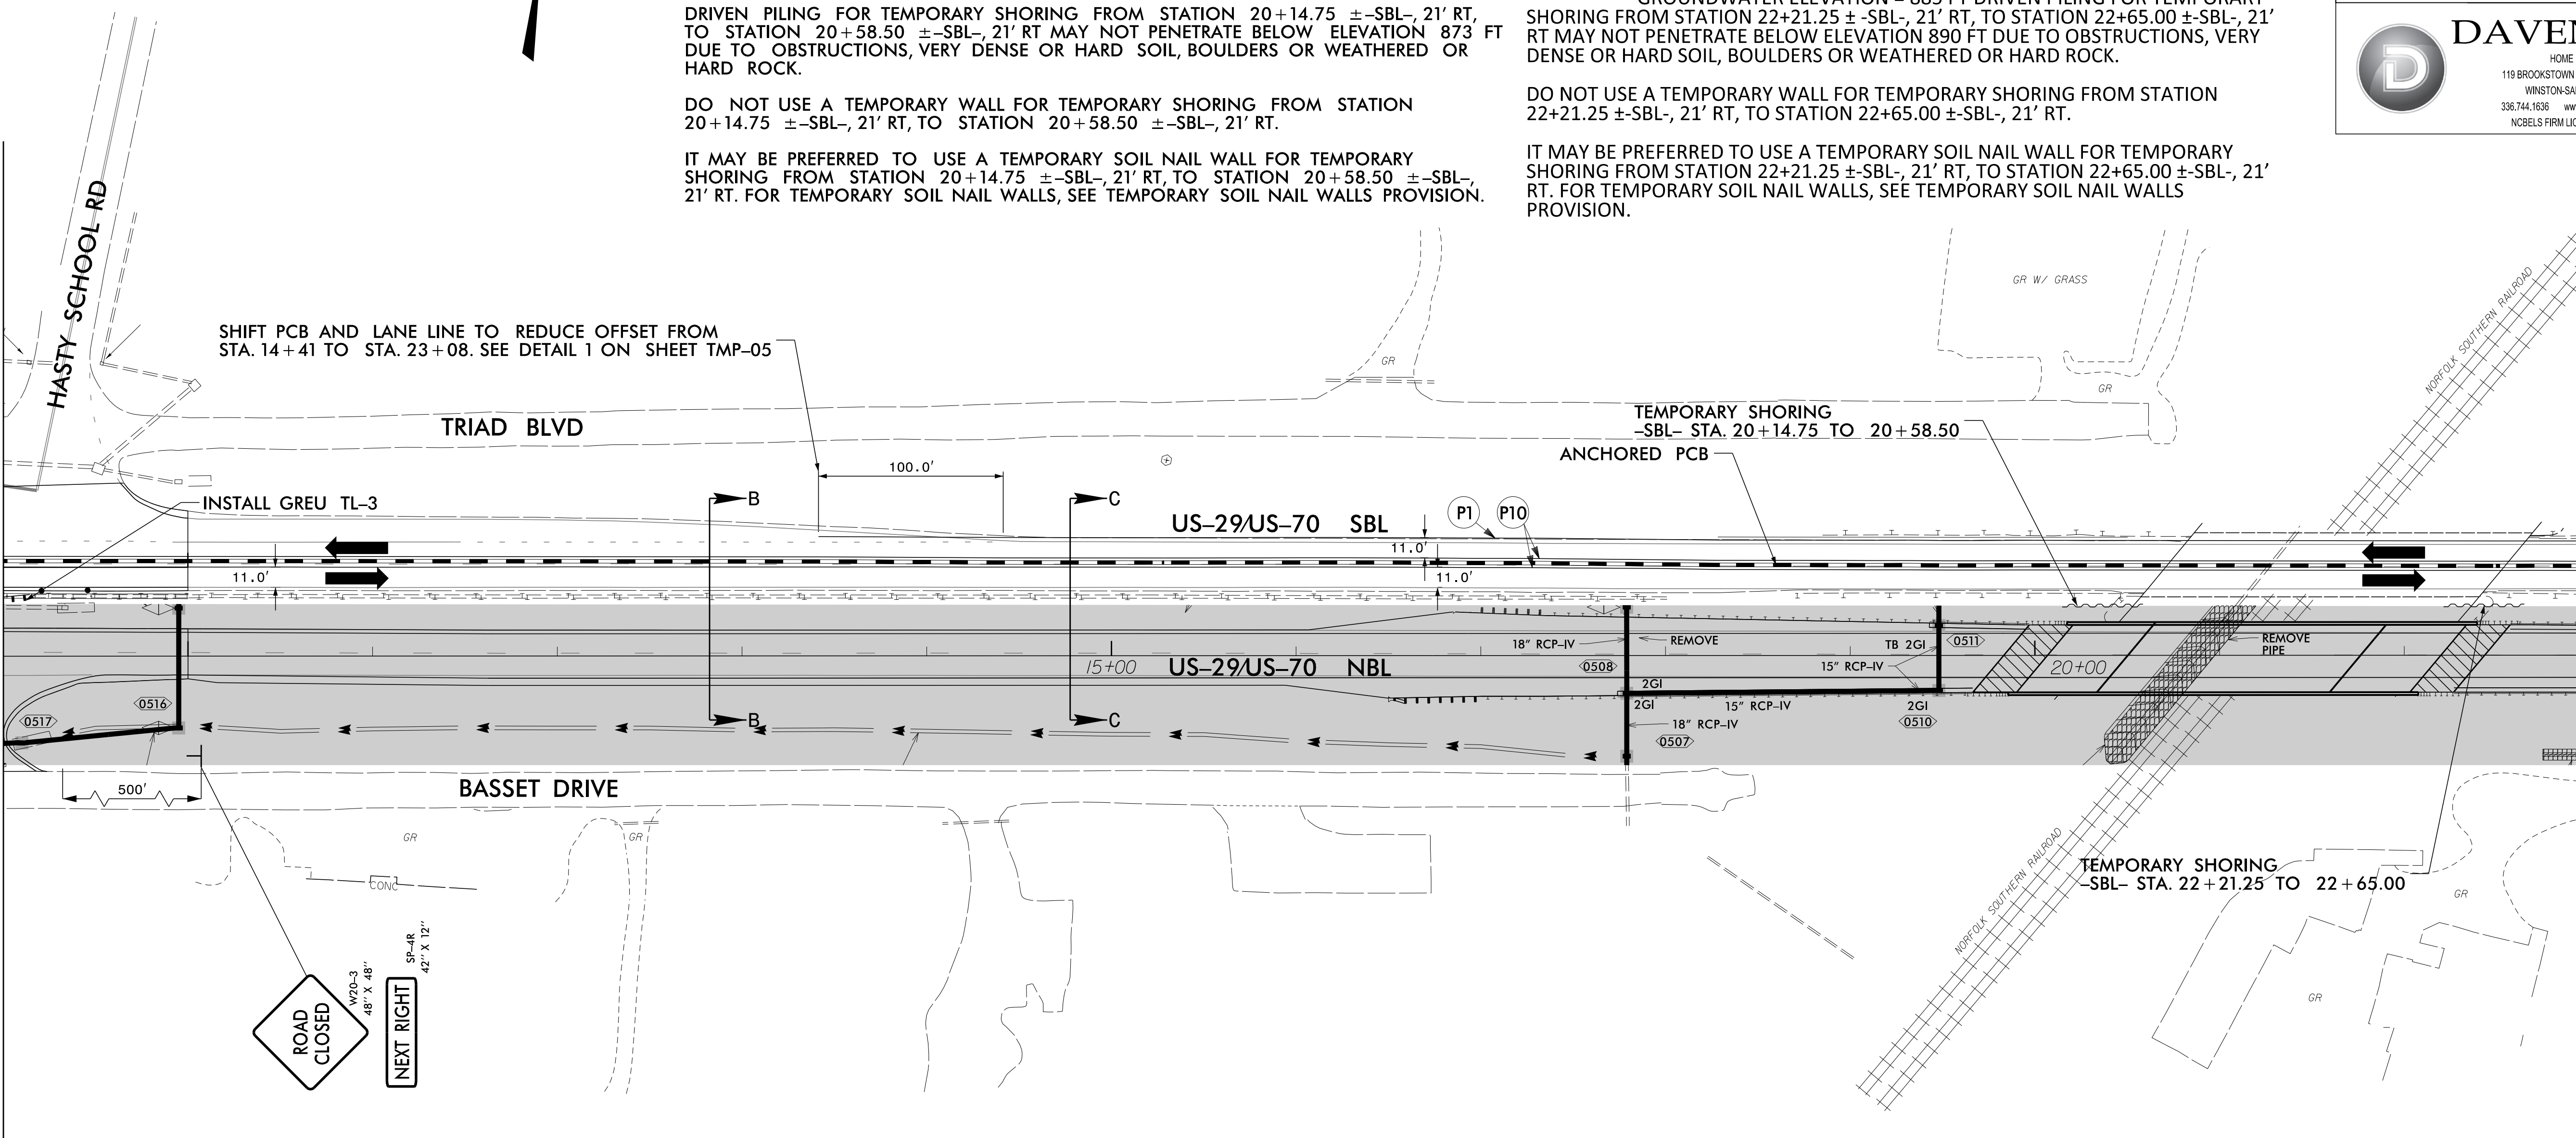 DRIVEN PILING FOR TEMPORARY SHORING FROM STATION 20+14.75 ±–SBL–, 21' RT,
TO STATION 20+58.50 ±–SBL–, 21' RT MAY NOT PENETRATE BELOW ELEVATION 873 FT
DUE TO OBSTRUCTIONS, VERY DENSE OR HARD SOIL, BOULDERS OR WEATHERED OR
HARD ROCK.
DO NOT USE A TEMPORARY WALL FOR TEMPORARY SHORING FROM STATION
20+14.75 ±–SBL–, 21' RT, TO STATION 20+58.50 ±–SBL–, 21' RT.
IT MAY BE PREFERRED TO USE A TEMPORARY SOIL NAIL WALL FOR TEMPORARY
SHORING FROM STATION 20+14.75 ±–SBL–, 21' RT, TO STATION 20+58.50 ±–SBL–,
21' RT. FOR TEMPORARY SOIL NAIL WALLS, SEE TEMPORARY SOIL NAIL WALLS PROVISION.
GROUNDWATER ELEVATION = 885 FT DRIVEN PILING FOR TEMPORARY
SHORING FROM STATION 22+21.25 ± -SBL-, 21' RT, TO STATION 22+65.00 ±-SBL-, 21'
RT MAY NOT PENETRATE BELOW ELEVATION 890 FT DUE TO OBSTRUCTIONS, VERY
DENSE OR HARD SOIL, BOULDERS OR WEATHERED OR HARD ROCK.
DO NOT USE A TEMPORARY WALL FOR TEMPORARY SHORING FROM STATION
22+21.25 ±-SBL-, 21' RT, TO STATION 22+65.00 ±-SBL-, 21' RT.
IT MAY BE PREFERRED TO USE A TEMPORARY SOIL NAIL WALL FOR TEMPORARY
SHORING FROM STATION 22+21.25 ±-SBL-, 21' RT, TO STATION 22+65.00 ±-SBL-, 21'
RT. FOR TEMPORARY SOIL NAIL WALLS, SEE TEMPORARY SOIL NAIL WALLS
PROVISION.
D
DAVEN
HOME
119 BROOKSTOWN
WINSTON-SA
336.744.1636 ww
NCBELS FIRM LIC
HASTY SCHOOL RD
SHIFT PCB AND LANE LINE TO REDUCE OFFSET FROM
STA. 14+41 TO STA. 23+08. SEE DETAIL 1 ON SHEET TMP–05
GR
GR W/ GRASS
GR
NORFOLK SOUTHERN RAILROAD
TRIAD BLVD
TEMPORARY SHORING
–SBL– STA. 20+14.75 TO 20+58.50
ANCHORED PCB
100.0'
INSTALL GREU TL–3
B
C
US–29/US–70 SBL
P1
P10
11.0'
11.0'
11.0'
18" RCP–IV
REMOVE
TB 2GI
0511
REMOVE
PIPE
15+00
US–29/US–70 NBL
0508
15" RCP–IV
20+00
2GI
0516
0517
B
C
2GI
15" RCP–IV
2GI
18" RCP–IV
0510
0507
500'
BASSET DRIVE
GR
GR
CONC
NORFOLK SOUTHERN RAILROAD
TEMPORARY SHORING
–SBL– STA. 22+21.25 TO 22+65.00
GR
GR
ROAD
CLOSED
W20–3
48" X 48"
NEXT RIGHT
SP–4R
42" X 12"